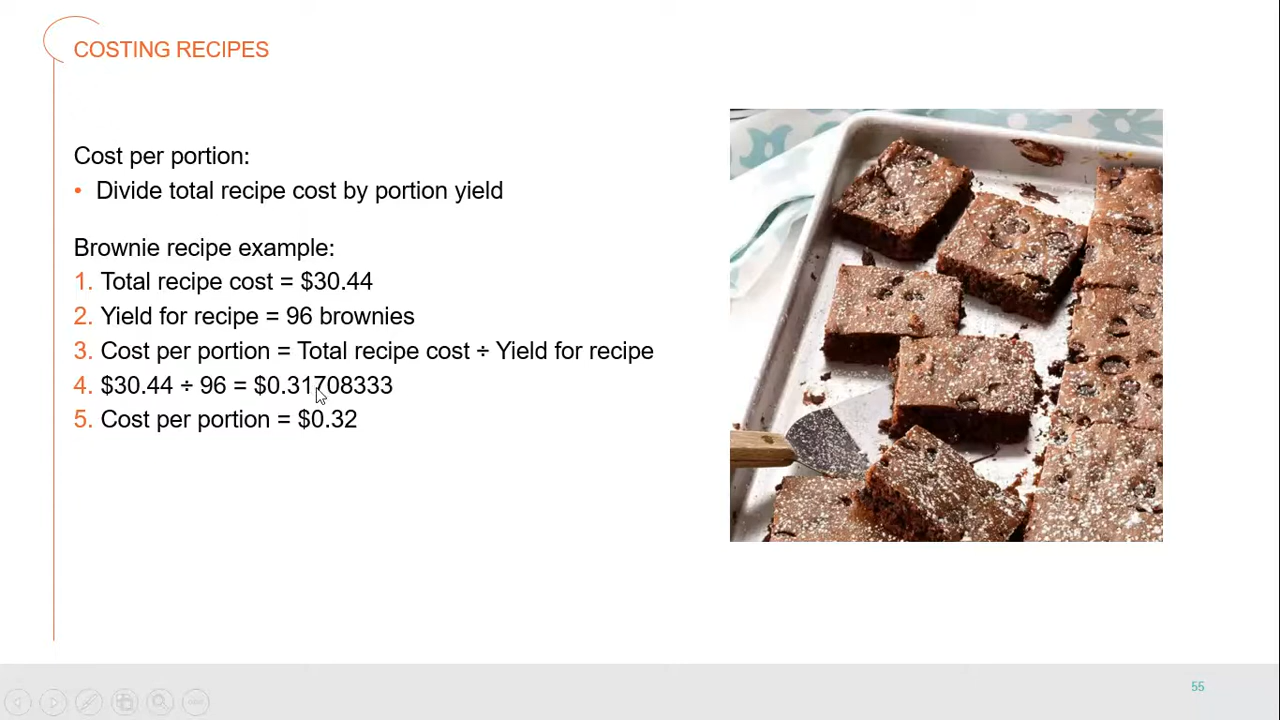 COSTING RECIPES
Cost per portion:
• Divide total recipe cost by portion yield
Brownie recipe example:
1. Total recipe cost = $30.44
2. Yield for recipe = 96 brownies
3. Cost per portion = Total recipe cost ÷ Yield for recipe
4. $30.44 ÷ 96 = $0.31708333
5. Cost per portion = $0.32
55